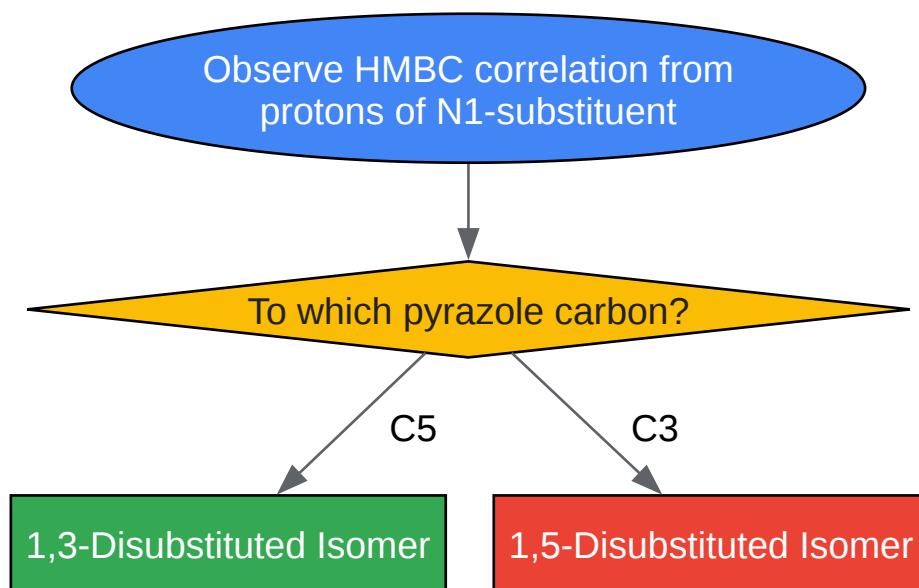 Observe HMBC correlation from
protons of N1-substituent
To which pyrazole carbon?
C5
C3
1,3-Disubstituted Isomer
1,5-Disubstituted Isomer